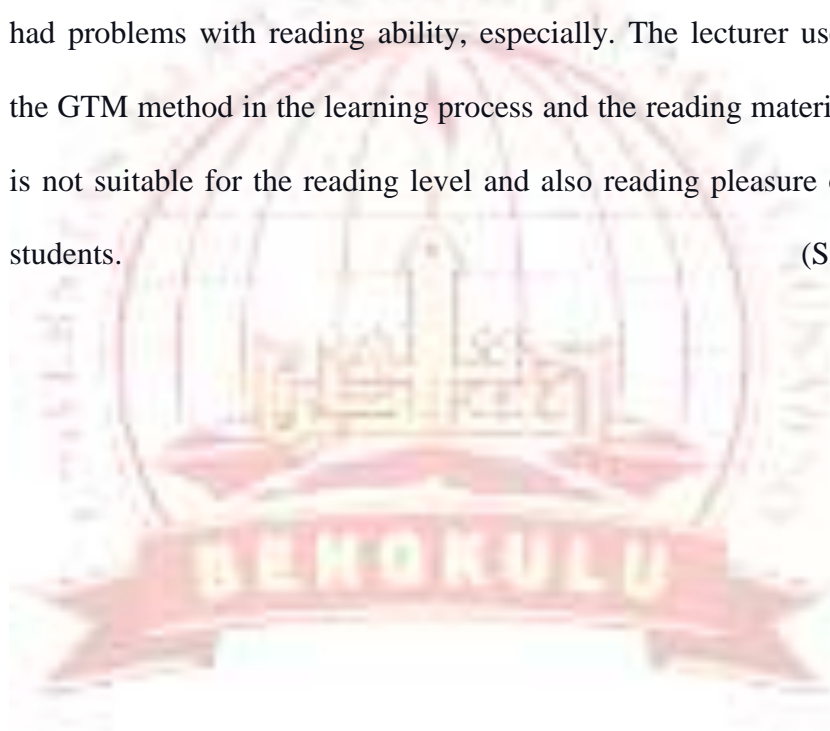 had problems with reading ability, especially. The lecturer us
the GTM method in the learning process and the reading materi
is not suitable for the reading level and also reading pleasure
students. (S
BENGKULU